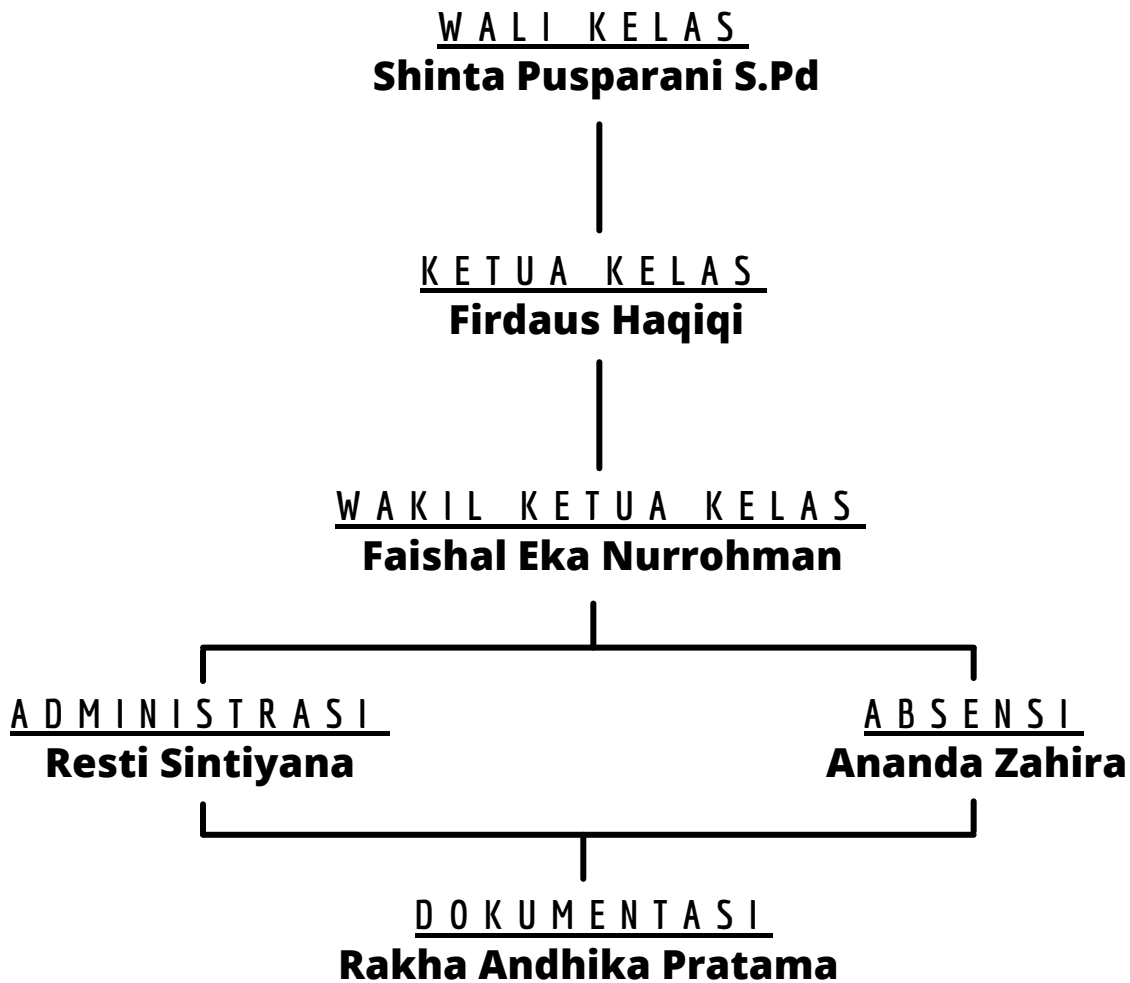 WALI KELAS
Shinta Pusparani S.Pd
KETUA KELAS
Firdaus Haqiqi
WAKIL KETUA KELAS
Faishal Eka Nurrohman
ADMINISTRASI
Resti Sintiyana
ABSENSI
Ananda Zahira
DOKUMENTASI
Rakha Andhika Pratama